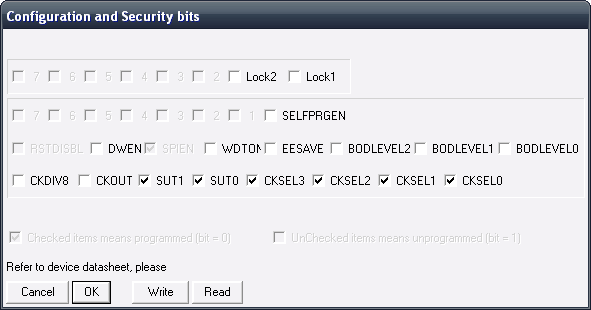 Configuration and Security bits
7 6 5 4 3 2 Lock2 Lock1
7 6 5 4 3 2 1 SELFPRGEN
RSTDISBL DWEN SPIEN WDTON EESAVE BODLEVEL2 BODLEVEL1 BODLEVEL0
CKDIV8 CKOUT SUT1 SUT0 CKSEL3 CKSEL2 CKSEL1 CKSEL0
Checked items means programmed (bit = 0) UnChecked items means unprogrammed (bit = 1)
Refer to device datasheet, please
Cancel OK Write Read